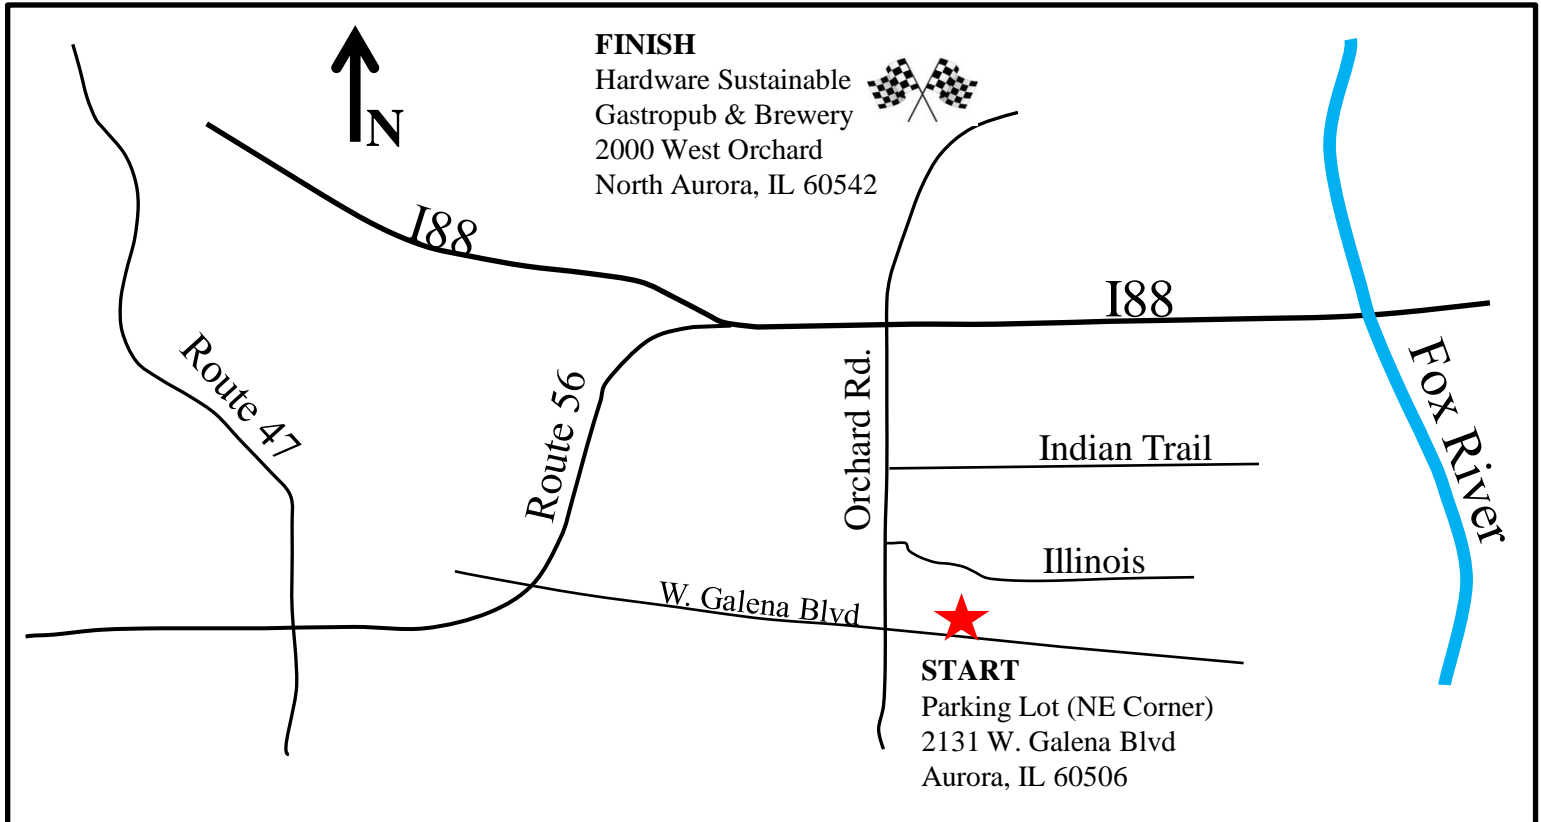 FINISH
Hardware Sustainable
Gastropub & Brewery
2000 West Orchard
North Aurora, IL 60542
N
I88
I88
Route 47
Route 56
Orchard Rd.
Fox River
Indian Trail
Illinois
W. Galena Blvd
START
Parking Lot (NE Corner)
2131 W. Galena Blvd
Aurora, IL 60506